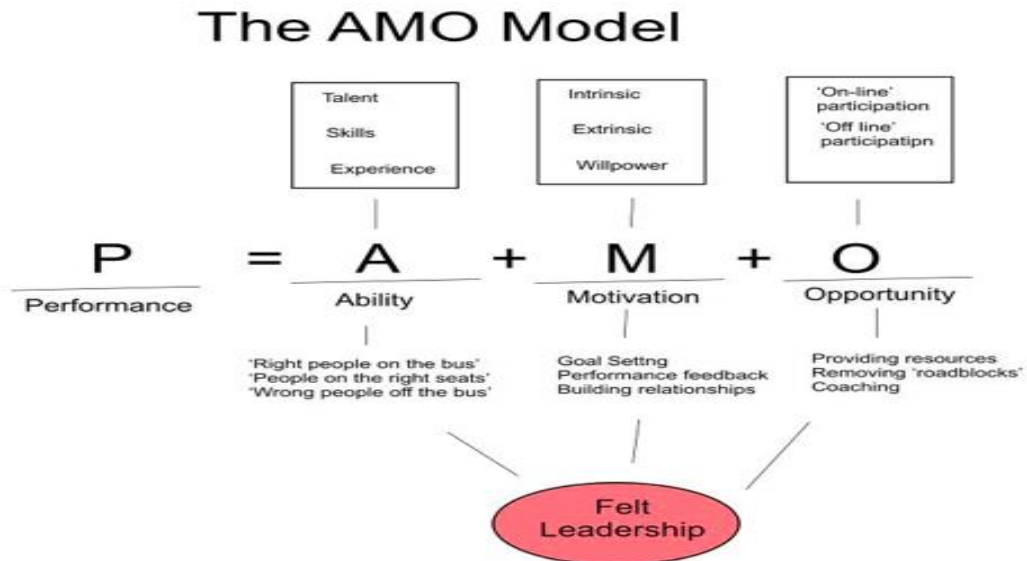 The AMO Model
Talent
Skills
Experience
Intrinsic
Extrinsic
Willpower
'On-line'
participation
'Off line'
participatipn
P = A + M + O
Performance
Ability
Motivation
Opportunity
'Right people on the bus'
'People on the right seats'
'Wrong people off the bus'
Goal Settng
Performance feedback
Building relationships
Providing resources
Removing 'roadblocks'
Coaching
Felt
Leadership